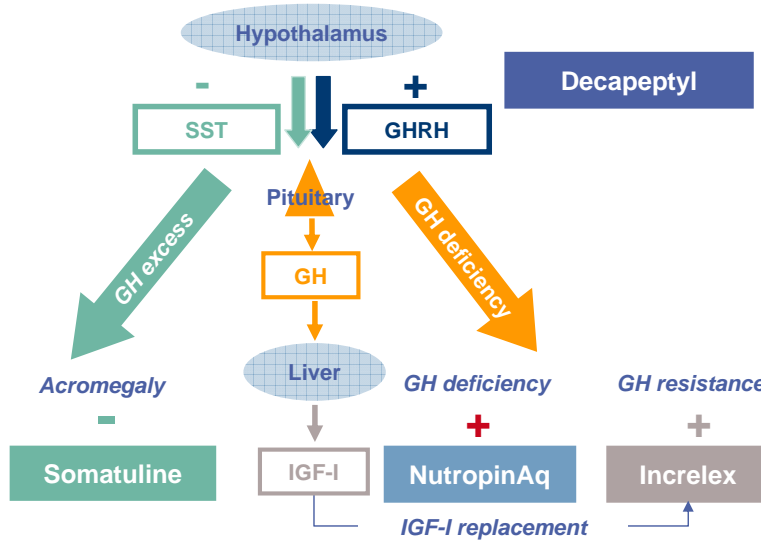 Hypothalamus
Decapeptyl
-
+
SST
GHRH
Pituitary
GH excess
GH deficiency
GH
Liver
Acromegaly
GH deficiency
GH resistance
-
+
+
Somatuline
IGF-I
NutropinAq
Increlex
IGF-I replacement